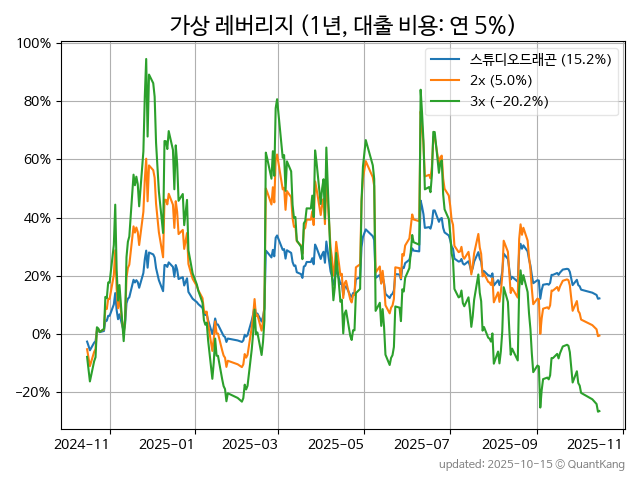 가상 레버리지 (1년, 대출 비용: 연 5%)
100%
80%
60%
40%
20%
0%
−20%
스튜디오드래곤 (15.2%)
2x (5.0%)
3x (−20.2%)
2024-11
2025-01
2025-03
2025-05
2025-07
2025-09
2025-11
updated: 2025-10-15 ⓒ QuantKang